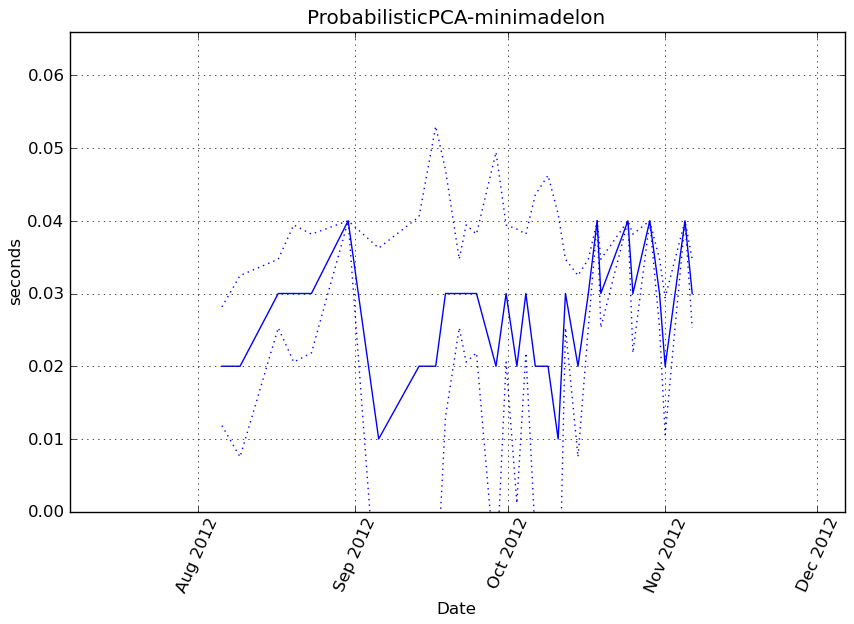 ProbabilisticPCA-minimadelon
0.06
0.05
0.04
0.03
0.02
0.01
0.00
seconds
Aug 2012
Sep 2012
Oct 2012
Nov 2012
Dec 2012
Date